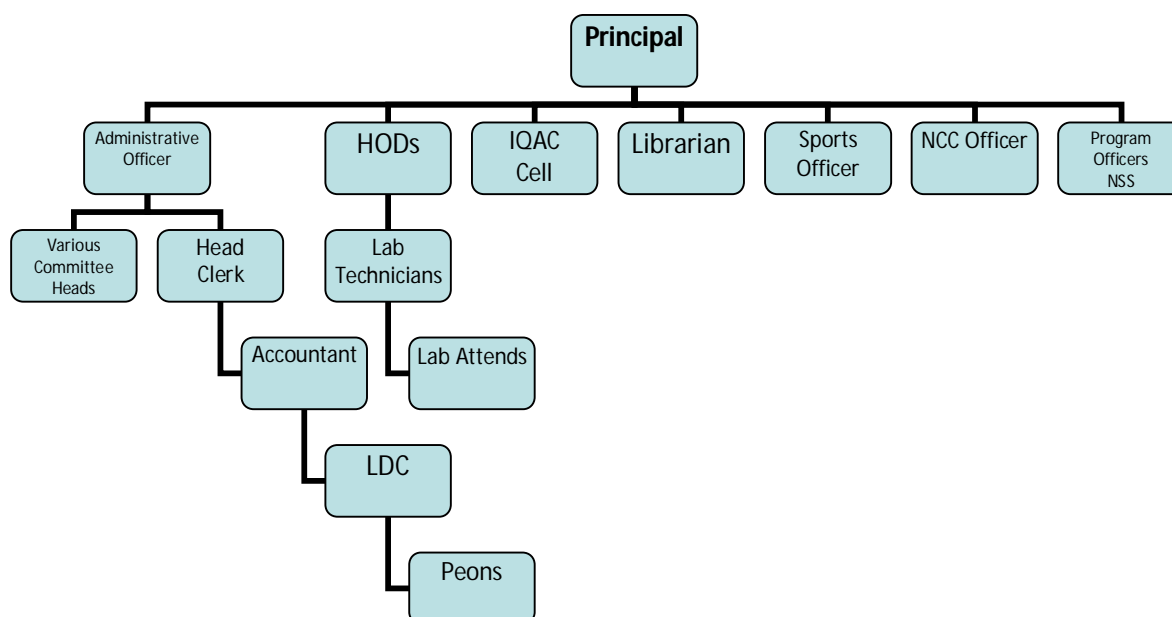 Principal
Administrative
Officer
HODs
IQAC
Cell
Librarian
Sports
Officer
NCC Officer
Program
Officers
NSS
Various
Committee
Heads
Head
Clerk
Lab
Technicians
Accountant
Lab Attends
LDC
Peons